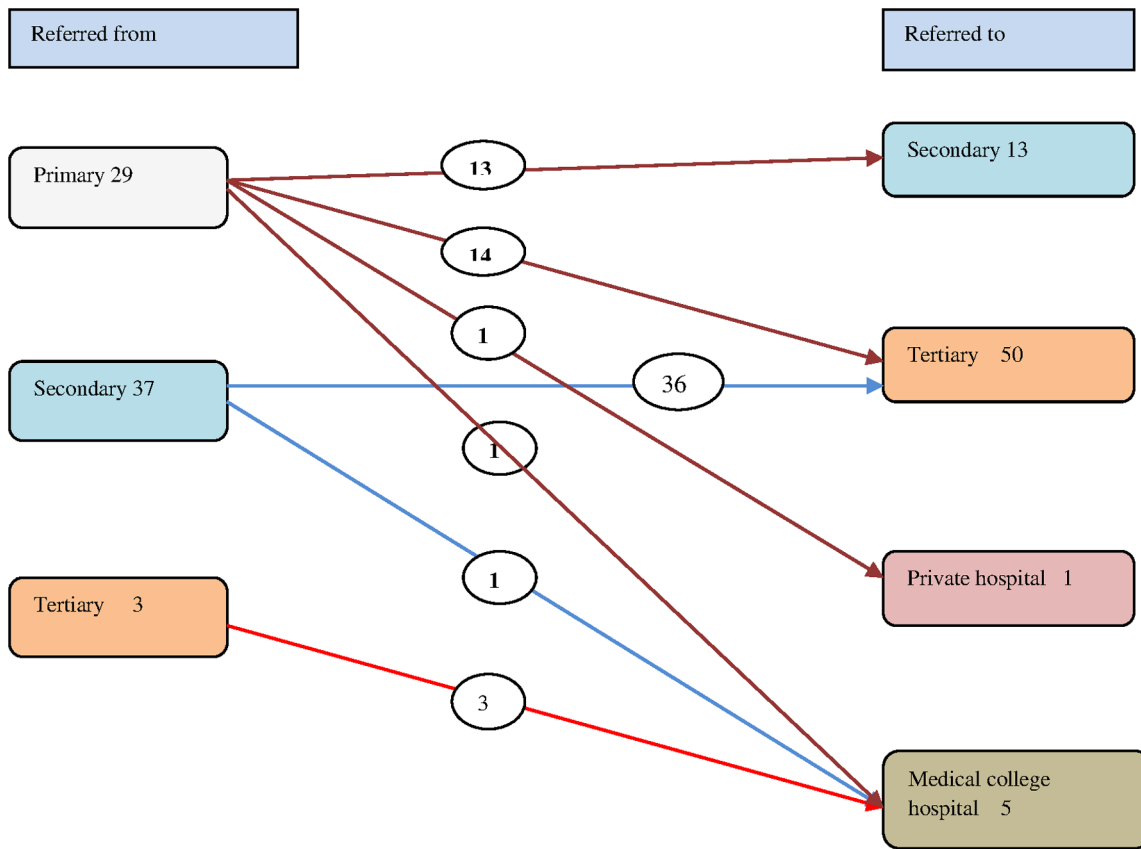 Referred from
Referred to
Primary 29
13
Secondary 13
14
1
Tertiary 50
Secondary 37
36
1
1
Private hospital 1
Tertiary 3
3
Medical college
hospital 5